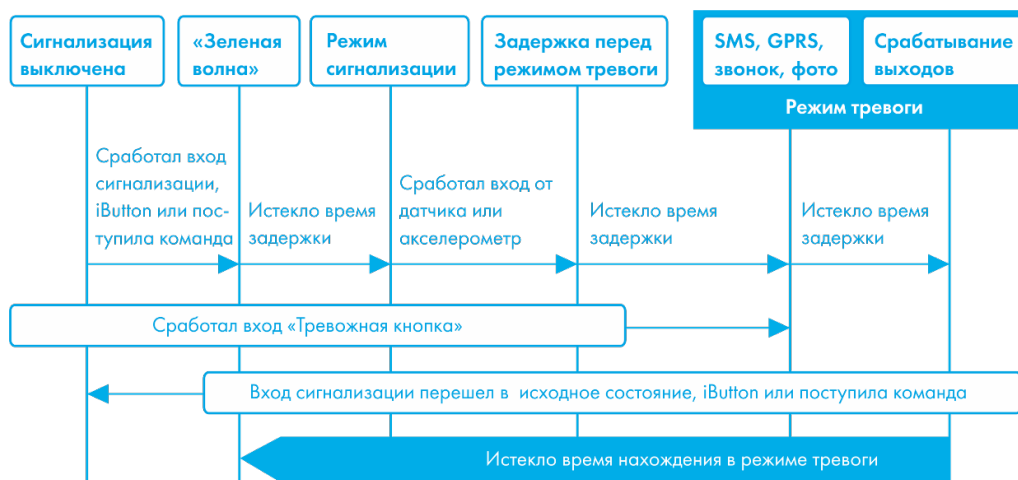 Сигнализация
выключена
«Зеленая
волна»
Режим
сигнализации
Задержка перед
режимом тревоги
SMS, GPRS,
звонок, фото
Срабатывание
выходов
Режим тревоги
Сработал вход
сигнализации,
iButton или пос-
тупила команда
Истекло время
задержки
Сработал вход от
датчика или
акселерометр
Истекло время
задержки
Истекло время
задержки
Сработал вход «Тревожная кнопка»
Вход сигнализации перешел в исходное состояние, iButton или поступила команда
Истекло время нахождения в режиме тревоги